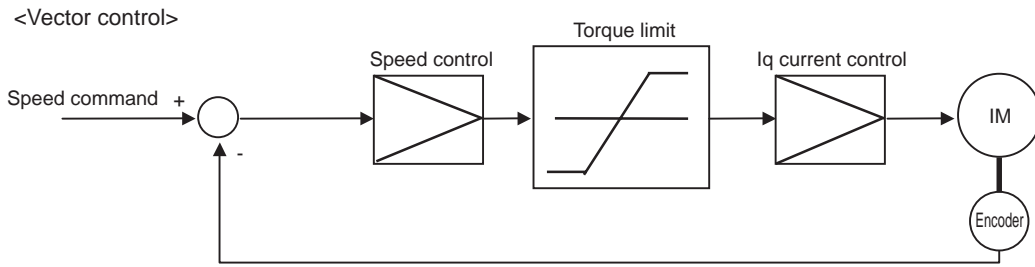 <Vector control>
Torque limit
Speed control
Iq current control
Speed command
+
-
IM
Encoder